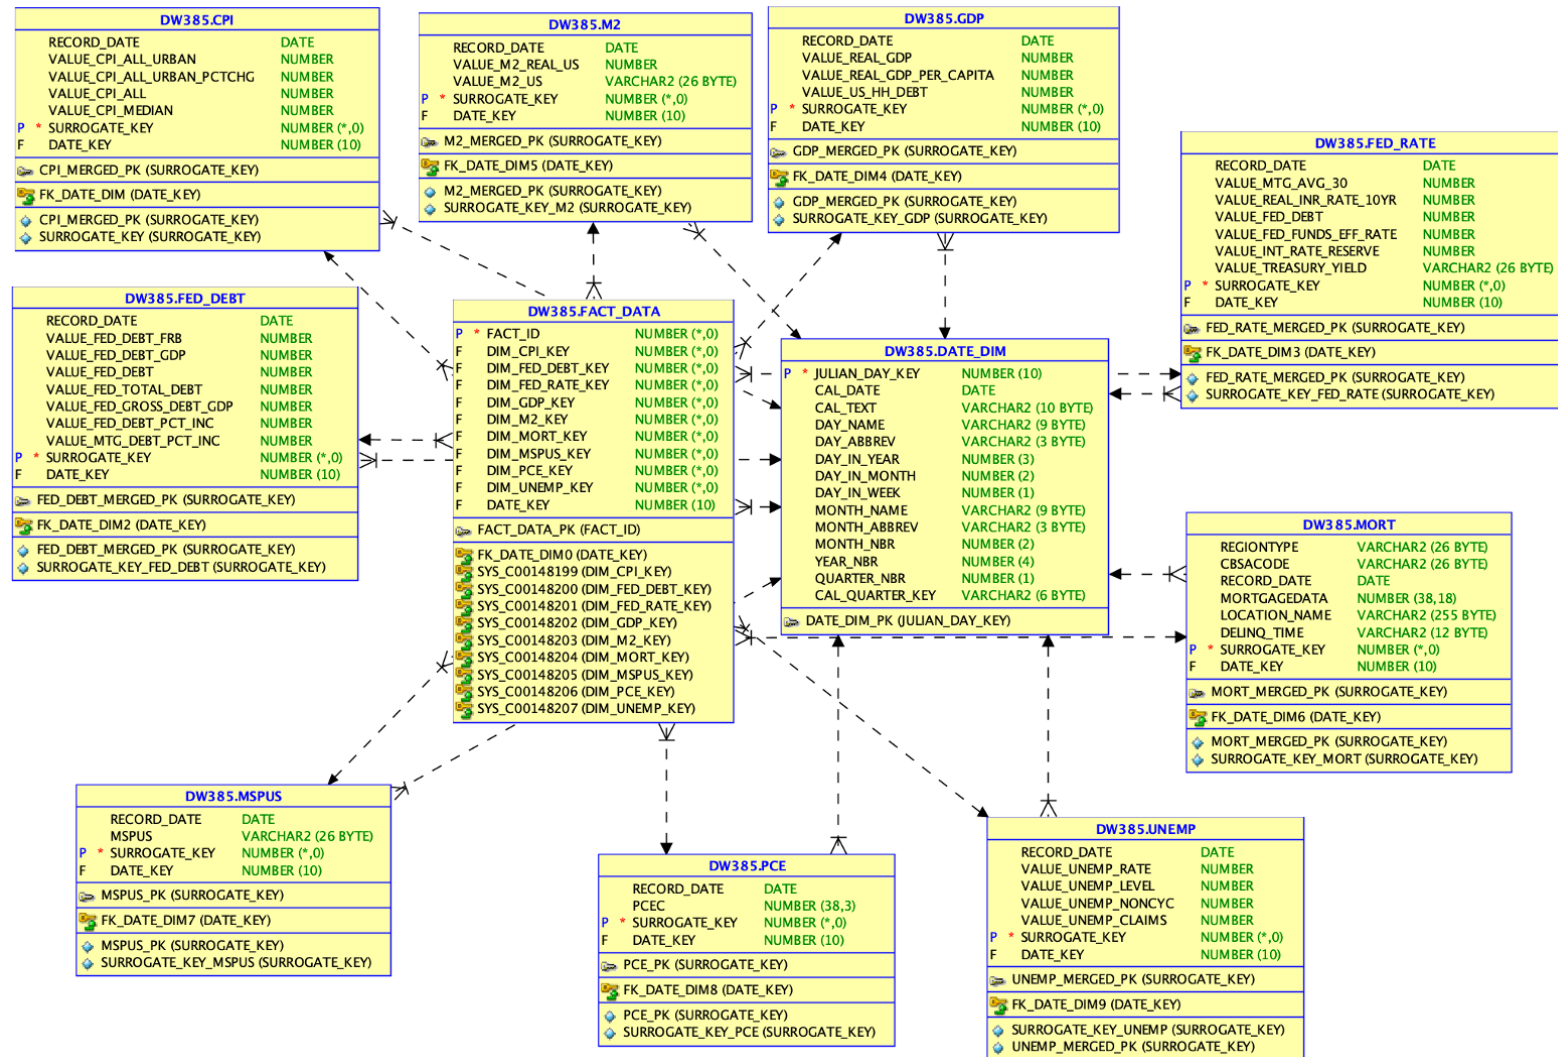 DW385.CPI
RECORD_DATE DATE
VALUE_CPI_ALL_URBAN NUMBER
VALUE_CPI_ALL_URBAN_PCTCHG NUMBER
VALUE_CPI_ALL NUMBER
VALUE_CPI_MEDIAN NUMBER
P * SURROGATE_KEY NUMBER (*,0)
F DATE_KEY NUMBER (10)
CPI_MERGED_PK (SURROGATE_KEY)
FK_DATE_DIM (DATE_KEY)
CPI_MERGED_PK (SURROGATE_KEY)
SURROGATE_KEY (SURROGATE_KEY)
DW385.M2
RECORD_DATE DATE
VALUE_M2_REAL_US NUMBER
VALUE_M2_US VARCHAR2 (26 BYTE)
P * SURROGATE_KEY NUMBER (*,0)
F DATE_KEY NUMBER (10)
M2_MERGED_PK (SURROGATE_KEY)
FK_DATE_DIM5 (DATE_KEY)
M2_MERGED_PK (SURROGATE_KEY)
SURROGATE_KEY_M2 (SURROGATE_KEY)
DW385.GDP
RECORD_DATE DATE
VALUE_REAL_GDP NUMBER
VALUE_REAL_GDP_PER_CAPITA NUMBER
VALUE_US_HH_DEBT NUMBER
P * SURROGATE_KEY NUMBER (*,0)
F DATE_KEY NUMBER (10)
GDP_MERGED_PK (SURROGATE_KEY)
FK_DATE_DIM4 (DATE_KEY)
GDP_MERGED_PK (SURROGATE_KEY)
SURROGATE_KEY_GDP (SURROGATE_KEY)
DW385.FED_RATE
RECORD_DATE DATE
VALUE_MTG_AVG_30 NUMBER
VALUE_REAL_INR_RATE_10YR NUMBER
VALUE_FED_DEBT NUMBER
VALUE_FED_FUNDS_EFF_RATE NUMBER
VALUE_INT_RATE_RESERVE NUMBER
VALUE_TREASURY_YIELD VARCHAR2 (26 BYTE)
P * SURROGATE_KEY NUMBER (*,0)
F DATE_KEY NUMBER (10)
FED_RATE_MERGED_PK (SURROGATE_KEY)
FK_DATE_DIM3 (DATE_KEY)
FED_RATE_MERGED_PK (SURROGATE_KEY)
SURROGATE_KEY_FED_RATE (SURROGATE_KEY)
DW385.FED_DEBT
RECORD_DATE DATE
VALUE_FED_DEBT_FRB NUMBER
VALUE_FED_DEBT_GDP NUMBER
VALUE_FED_DEBT NUMBER
VALUE_FED_TOTAL_DEBT NUMBER
VALUE_FED_GROSS_DEBT_GDP NUMBER
VALUE_FED_DEBT_PCT_INC NUMBER
VALUE_MTG_DEBT_PCT_INC NUMBER
P * SURROGATE_KEY NUMBER (*,0)
F DATE_KEY NUMBER (10)
FED_DEBT_MERGED_PK (SURROGATE_KEY)
FK_DATE_DIM2 (DATE_KEY)
FED_DEBT_MERGED_PK (SURROGATE_KEY)
SURROGATE_KEY_FED_DEBT (SURROGATE_KEY)
DW385.FACT_DATA
P * FACT_ID NUMBER (*,0)
F DIM_CPI_KEY NUMBER (*,0)
F DIM_FED_DEBT_KEY NUMBER (*,0)
F DIM_FED_RATE_KEY NUMBER (*,0)
F DIM_GDP_KEY NUMBER (*,0)
F DIM_M2_KEY NUMBER (*,0)
F DIM_MORT_KEY NUMBER (*,0)
F DIM_MSPUS_KEY NUMBER (*,0)
F DIM_PCE_KEY NUMBER (*,0)
F DIM_UNEMP_KEY NUMBER (*,0)
F DATE_KEY NUMBER (10)
FACT_DATA_PK (FACT_ID)
FK_DATE_DIM0 (DATE_KEY)
SYS_C00148199 (DIM_CPI_KEY)
SYS_C00148200 (DIM_FED_DEBT_KEY)
SYS_C00148201 (DIM_FED_RATE_KEY)
SYS_C00148202 (DIM_GDP_KEY)
SYS_C00148203 (DIM_M2_KEY)
SYS_C00148204 (DIM_MORT_KEY)
SYS_C00148205 (DIM_MSPUS_KEY)
SYS_C00148206 (DIM_PCE_KEY)
SYS_C00148207 (DIM_UNEMP_KEY)
DW385.DATE_DIM
P * JULIAN_DAY_KEY NUMBER (10)
CAL_DATE DATE
CAL_TEXT VARCHAR2 (10 BYTE)
DAY_NAME VARCHAR2 (9 BYTE)
DAY_ABBREV VARCHAR2 (3 BYTE)
DAY_IN_YEAR NUMBER (3)
DAY_IN_MONTH NUMBER (2)
DAY_IN_WEEK NUMBER (1)
MONTH_NAME VARCHAR2 (9 BYTE)
MONTH_ABBREV VARCHAR2 (3 BYTE)
MONTH_NBR NUMBER (2)
YEAR_NBR NUMBER (4)
QUARTER_NBR NUMBER (1)
CAL_QUARTER_KEY VARCHAR2 (6 BYTE)
DATE_DIM_PK (JULIAN_DAY_KEY)
DW385.MORT
REGIONTYPE VARCHAR2 (26 BYTE)
CBSACODE VARCHAR2 (26 BYTE)
RECORD_DATE DATE
MORTGAGEDATA NUMBER (38,18)
LOCATION_NAME VARCHAR2 (255 BYTE)
DELINQ_TIME VARCHAR2 (12 BYTE)
P * SURROGATE_KEY NUMBER (*,0)
F DATE_KEY NUMBER (10)
MORT_MERGED_PK (SURROGATE_KEY)
FK_DATE_DIM6 (DATE_KEY)
MORT_MERGED_PK (SURROGATE_KEY)
SURROGATE_KEY_MORT (SURROGATE_KEY)
DW385.MSPUS
RECORD_DATE DATE
MSPUS VARCHAR2 (26 BYTE)
P * SURROGATE_KEY NUMBER (*,0)
F DATE_KEY NUMBER (10)
MSPUS_PK (SURROGATE_KEY)
FK_DATE_DIM7 (DATE_KEY)
MSPUS_PK (SURROGATE_KEY)
SURROGATE_KEY_MSPUS (SURROGATE_KEY)
DW385.PCE
RECORD_DATE DATE
PCEC NUMBER (38,3)
P * SURROGATE_KEY NUMBER (*,0)
F DATE_KEY NUMBER (10)
PCE_PK (SURROGATE_KEY)
FK_DATE_DIM8 (DATE_KEY)
PCE_PK (SURROGATE_KEY)
SURROGATE_KEY_PCE (SURROGATE_KEY)
DW385.UNEMP
RECORD_DATE DATE
VALUE_UNEMP_RATE NUMBER
VALUE_UNEMP_LEVEL NUMBER
VALUE_UNEMP_NONCYC NUMBER
VALUE_UNEMP_CLAIMS NUMBER
P * SURROGATE_KEY NUMBER (*,0)
F DATE_KEY NUMBER (10)
UNEMP_MERGED_PK (SURROGATE_KEY)
FK_DATE_DIM9 (DATE_KEY)
SURROGATE_KEY_UNEMP (SURROGATE_KEY)
UNEMP_MERGED_PK (SURROGATE_KEY)